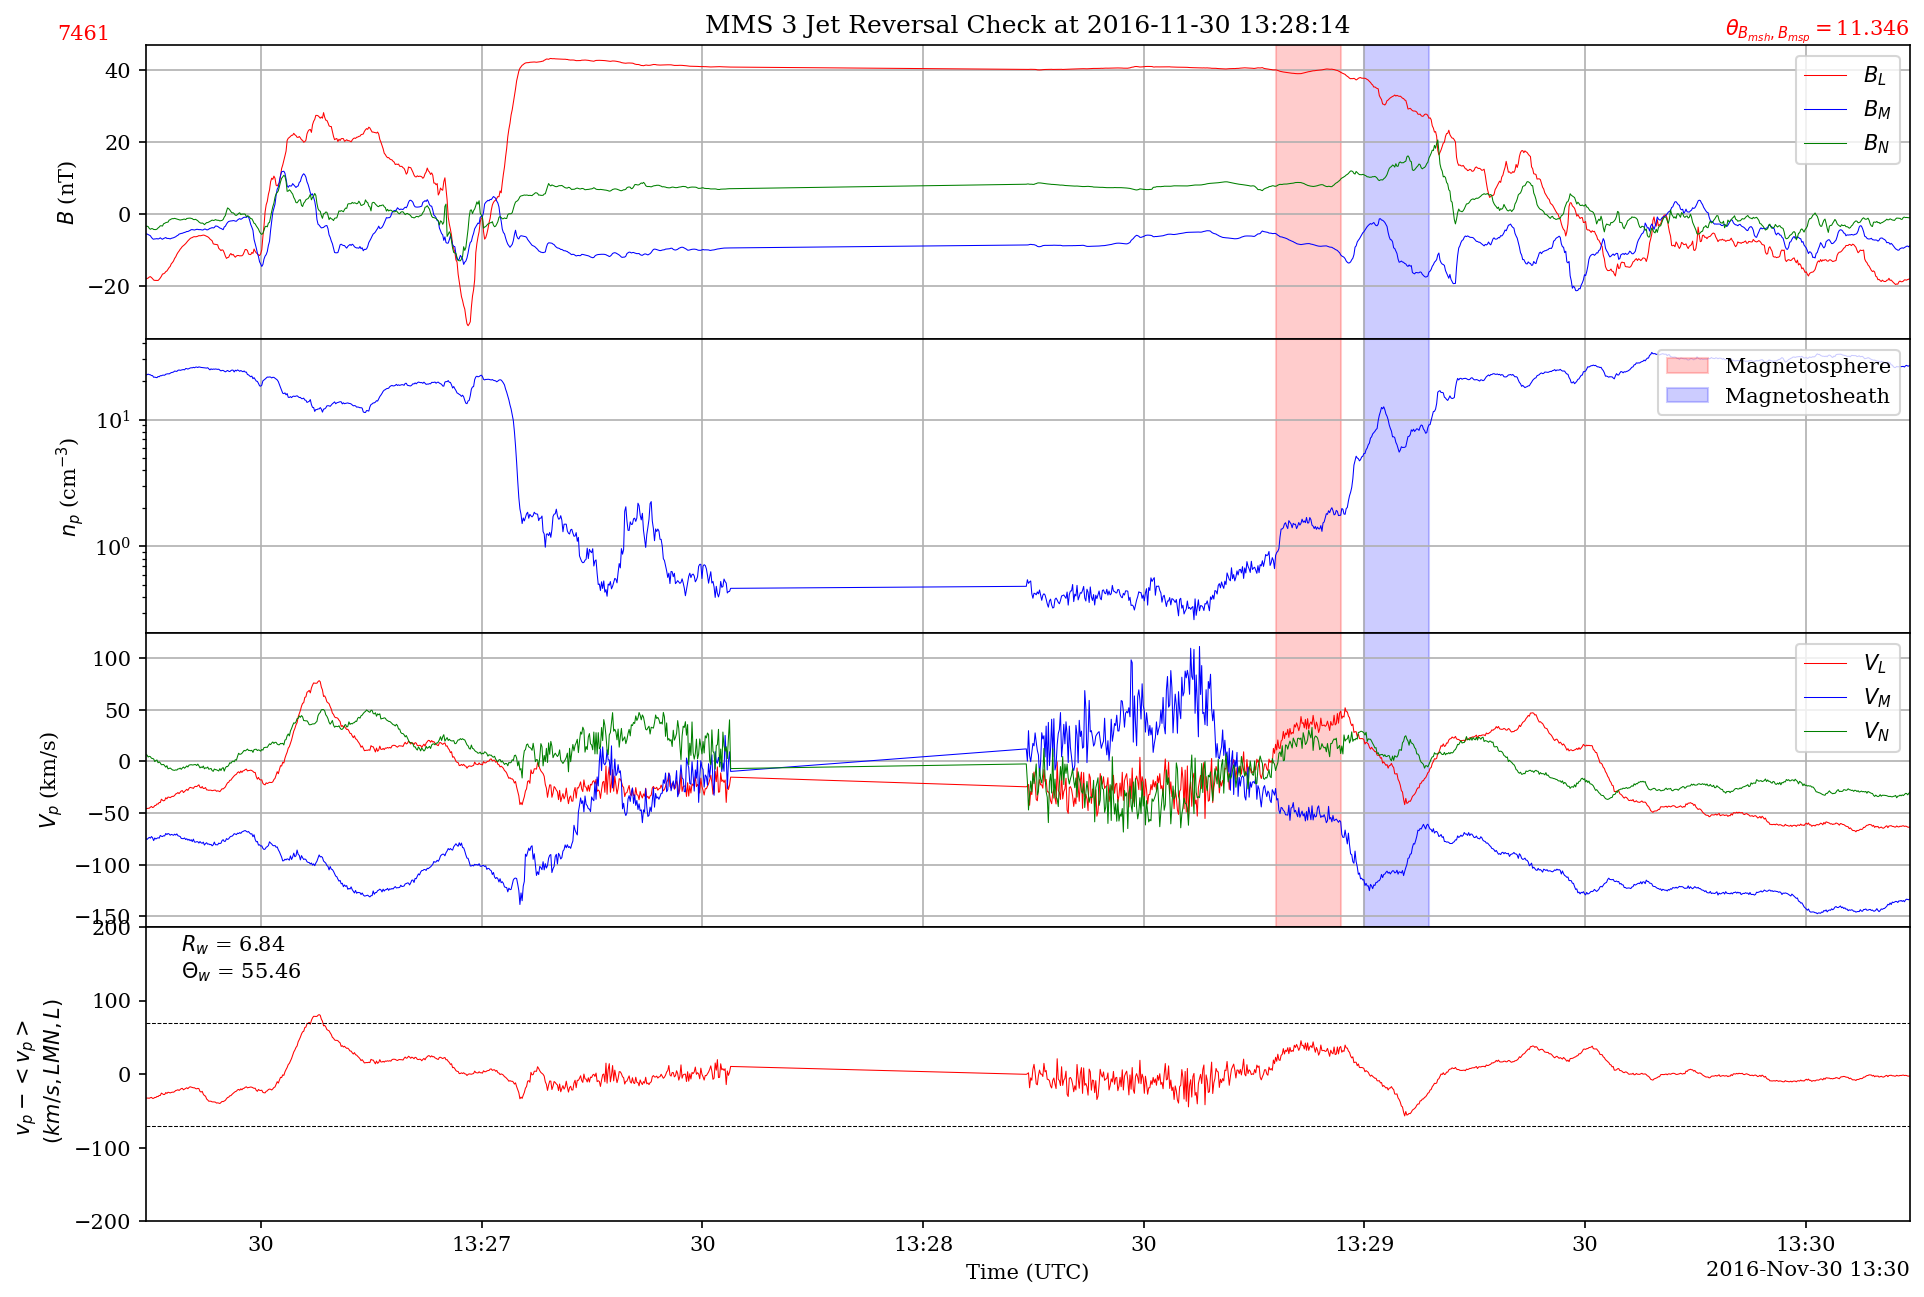 MMS 3 Jet Reversal Check at 2016-11-30 13:28:14
7461
θ_{B_{msh}, B_{msp}} = 11.346
B (nT)
40
20
0
−20
B_L
B_M
B_N
n_p (cm^{−3})
10^1
10^0
Magnetosphere
Magnetosheath
V_p (km/s)
100
50
0
−50
−100
−150
V_L
V_M
V_N
v_p − < v_p >
(km/s, LMN, L)
200
100
0
−100
−200
R_w = 6.84
Θ_w = 55.46
30 13:27 30 13:28 30 13:29 30 13:30
Time (UTC)
2016-Nov-30 13:30